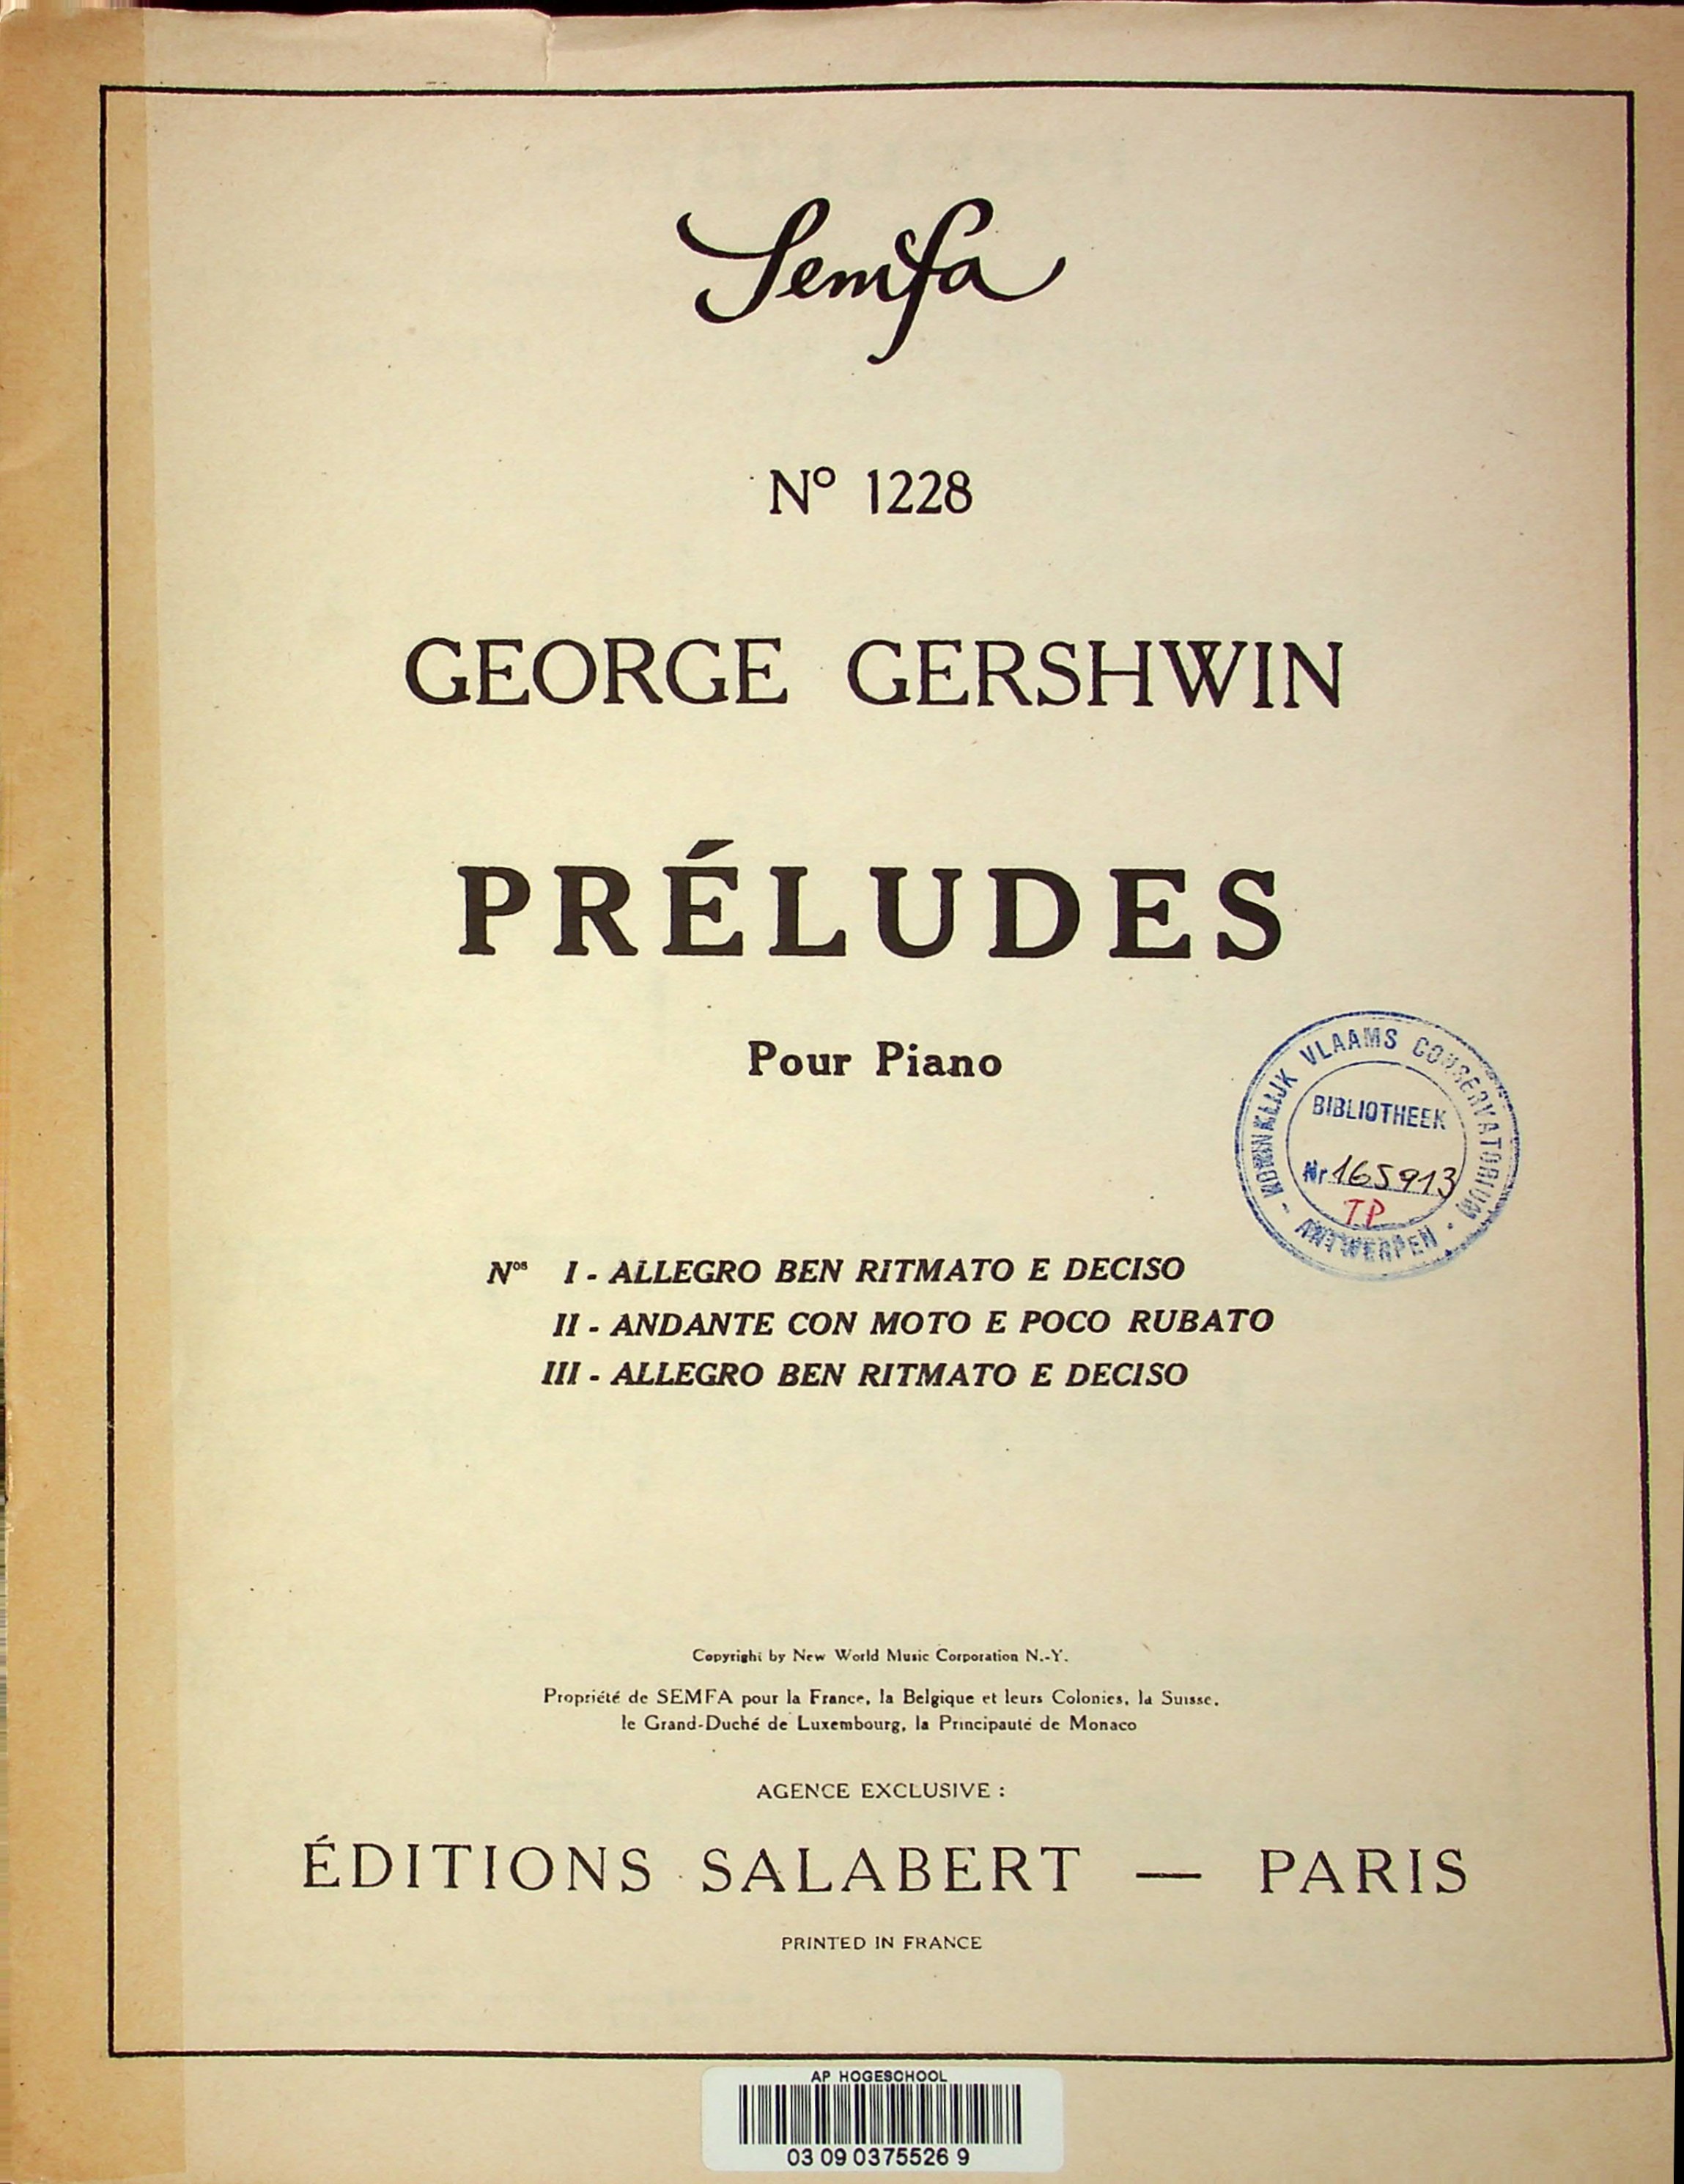 Semfa
Nº 1228
GEORGE GERSHWIN
PRÉLUDES
Pour Piano
KONINKLIJK VLAAMS CONSERVATORIUM
BIBLIOTHEEK
Nr 165913
TP
- ANTWERPEN -
Nos I - ALLEGRO BEN RITMATO E DECISO
II - ANDANTE CON MOTO E POCO RUBATO
III - ALLEGRO BEN RITMATO E DECISO
Copyright by New World Music Corporation N.-Y.
Propriété de SEMFA pour la France, la Belgique et leurs Colonies, la Suisse,
le Grand-Duché de Luxembourg, la Principauté de Monaco
AGENCE EXCLUSIVE :
ÉDITIONS SALABERT — PARIS
PRINTED IN FRANCE
AP HOGESCHOOL
03 09 0375526 9